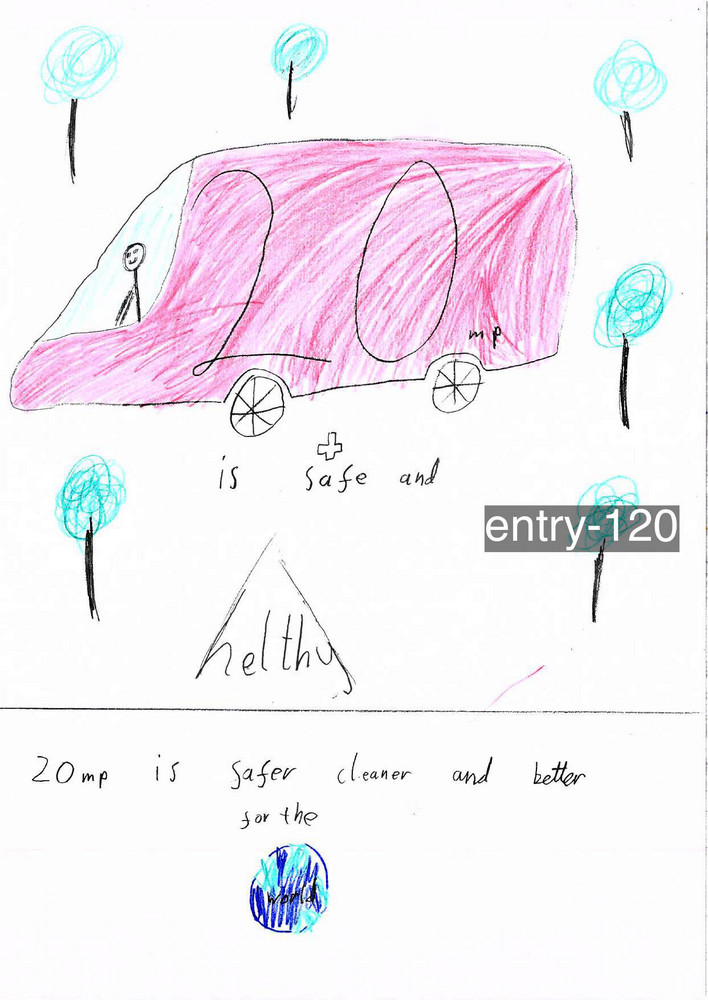 20
mp
is safe and
entry-120
helthy
20mp is safer cleaner and better
for the
world